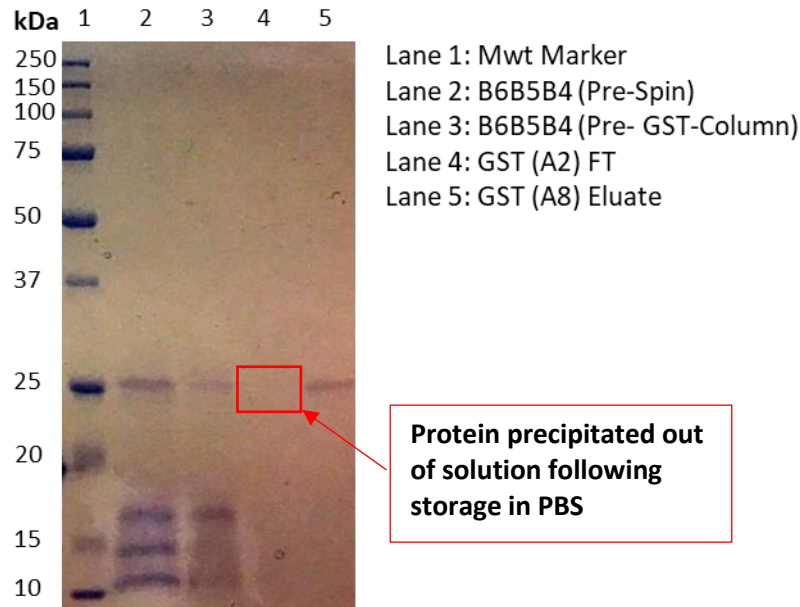 kDa 1 2 3 4 5
250
150
100
75
50
37
25
20
15
10
Lane 1: Mwt Marker
Lane 2: B6B5B4 (Pre-Spin)
Lane 3: B6B5B4 (Pre- GST-Column)
Lane 4: GST (A2) FT
Lane 5: GST (A8) Eluate
Protein precipitated out
of solution following
storage in PBS